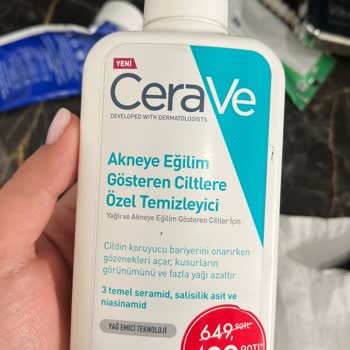 YENİ
CeraVe
DEVELOPED WITH DERMATOLOGISTS
Akneye Eğilim
Gösteren Ciltlere
Özel Temizleyici
Yağlı ve Akneye Eğilim Gösteren Ciltler İçin
Cildin koruyucu bariyerini onarırken
gözenekleri açar, kusurların
görünümünü ve fazla yağı azaltır
3 temel seramid, salisilik asit ve
niasinamid
YAĞ EMİCİ TEKNOLOJİ
649,90TL
90TL